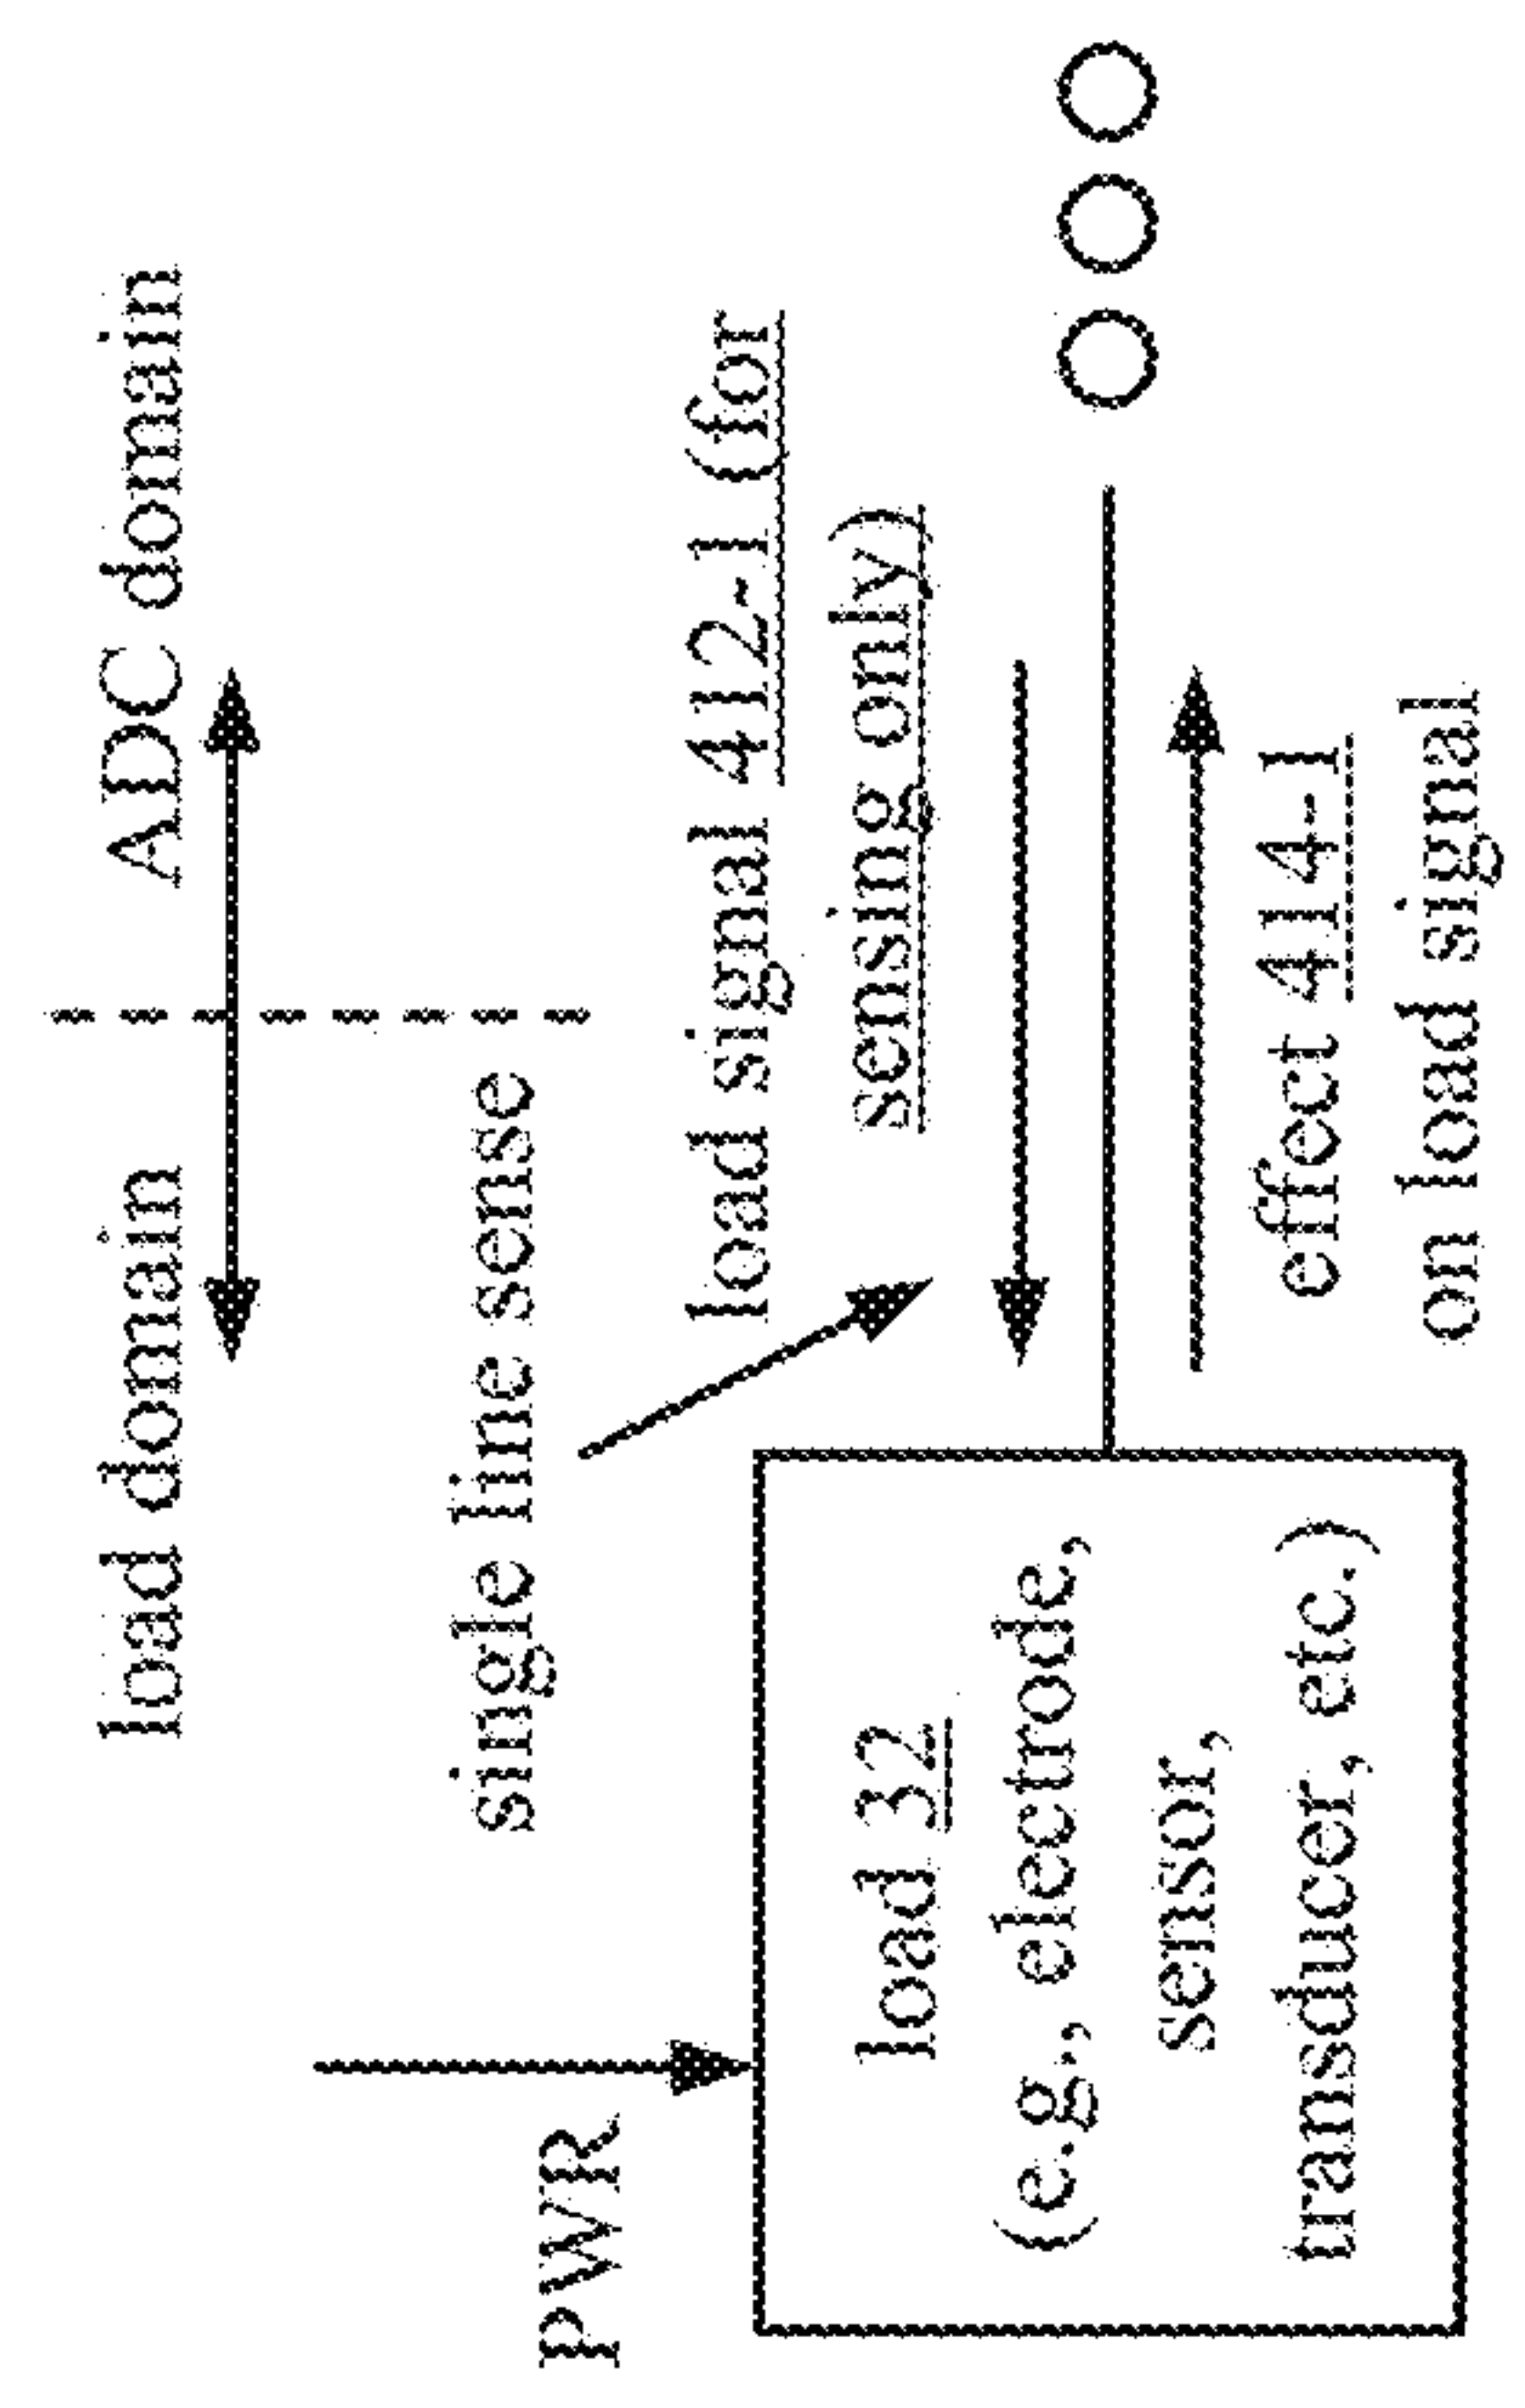 load domain
ADC domain
single line sense
PWR
load signal 412-1 (for
sensing only)
load 32
(e.g., electrode,
sensor,
transducer, etc.)
effect 414-1
on load signal